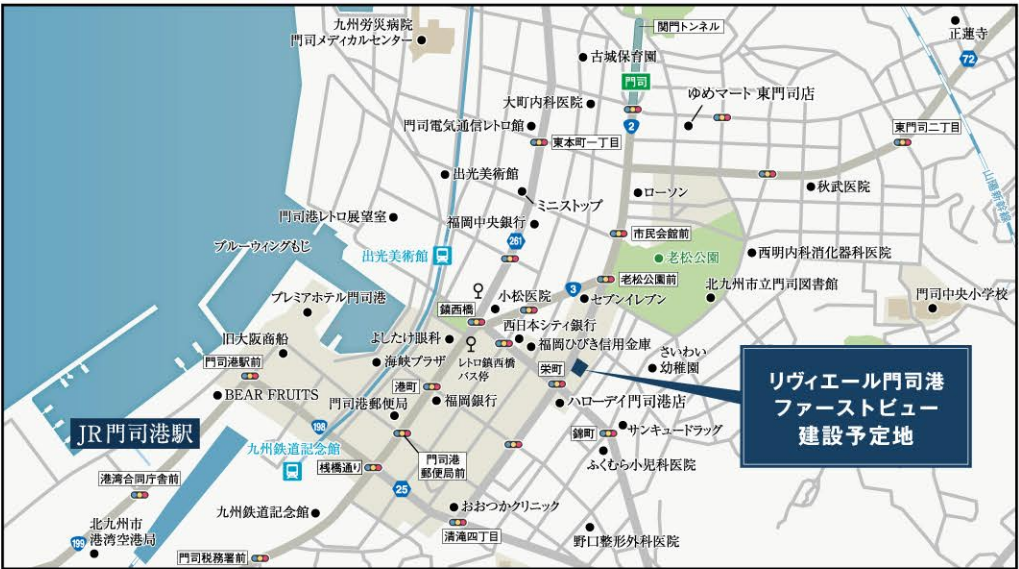 九州労災病院
門司メディカルセンター
関門トンネル
正蓮寺
古城保育園
72
門司
大町内科医院
ゆめマート 東門司店
門司電気通信レトロ館
2
東本町一丁目
東門司二丁目
山陽新幹線
出光美術館
ミニストップ
ローソン
秋武医院
門司港レトロ展望室
福岡中央銀行
市民会館前
ブルーウィングもじ
出光美術館
261
老松公園
西明内科消化器科医院
老松公園前
北九州市立門司図書館
プレミアホテル門司港
小松医院
3
セブンイレブン
門司中央小学校
鎮西橋
旧大阪商船
よしたけ眼科
西日本シティ銀行
福岡ひびき信用金庫
レトロ鎮西橋
バス停
さいわい
幼稚園
門司港駅前
海峡プラザ
栄町
港町
BEAR FRUITS
門司港郵便局
福岡銀行
ハローデイ門司港店
リヴィエール門司港
ファーストビュー
建設予定地
JR門司港駅
198
九州鉄道記念館
錦町
サンキュードラッグ
門司港
郵便局前
ふくむら小児科医院
港湾合同庁舎前
桟橋通り
25
九州鉄道記念館
おおつかクリニック
清滝四丁目
野口整形外科医院
北九州市
港湾空港局
199
門司税務署前